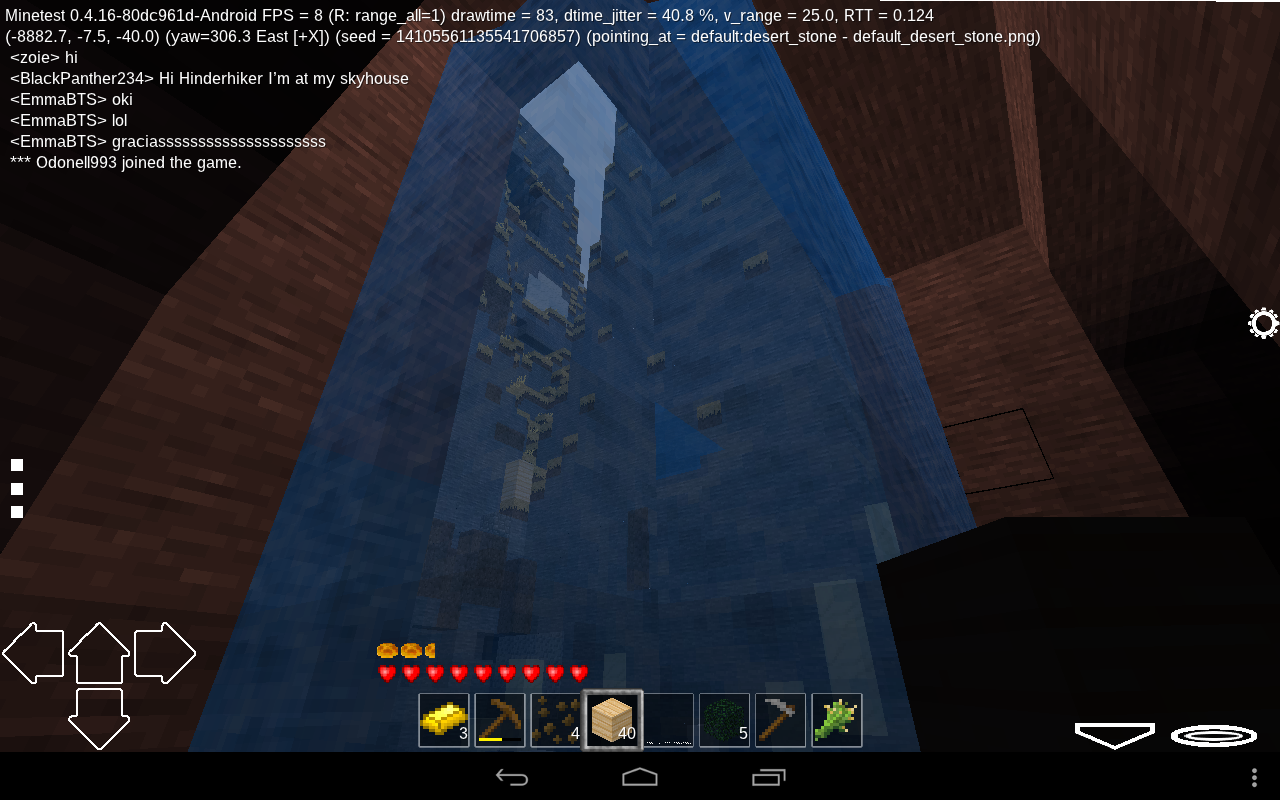 Minetest 0.4.16-80dc961d-Android FPS = 8 (R: range_all=1) drawtime = 83, dtime_jitter = 40.8 %, v_range = 25.0, RTT = 0.124
(-8882.7, -7.5, -40.0) (yaw=306.3 East [+X]) (seed = 14105561135541706857) (pointing_at = default:desert_stone - default_desert_stone.png)
<zoie> hi
<BlackPanther234> Hi Hinderhiker I'm at my skyhouse
<EmmaBTS> oki
<EmmaBTS> lol
<EmmaBTS> graciasssssssssssssssssssss
*** Odonell993 joined the game.
3 4 40 5